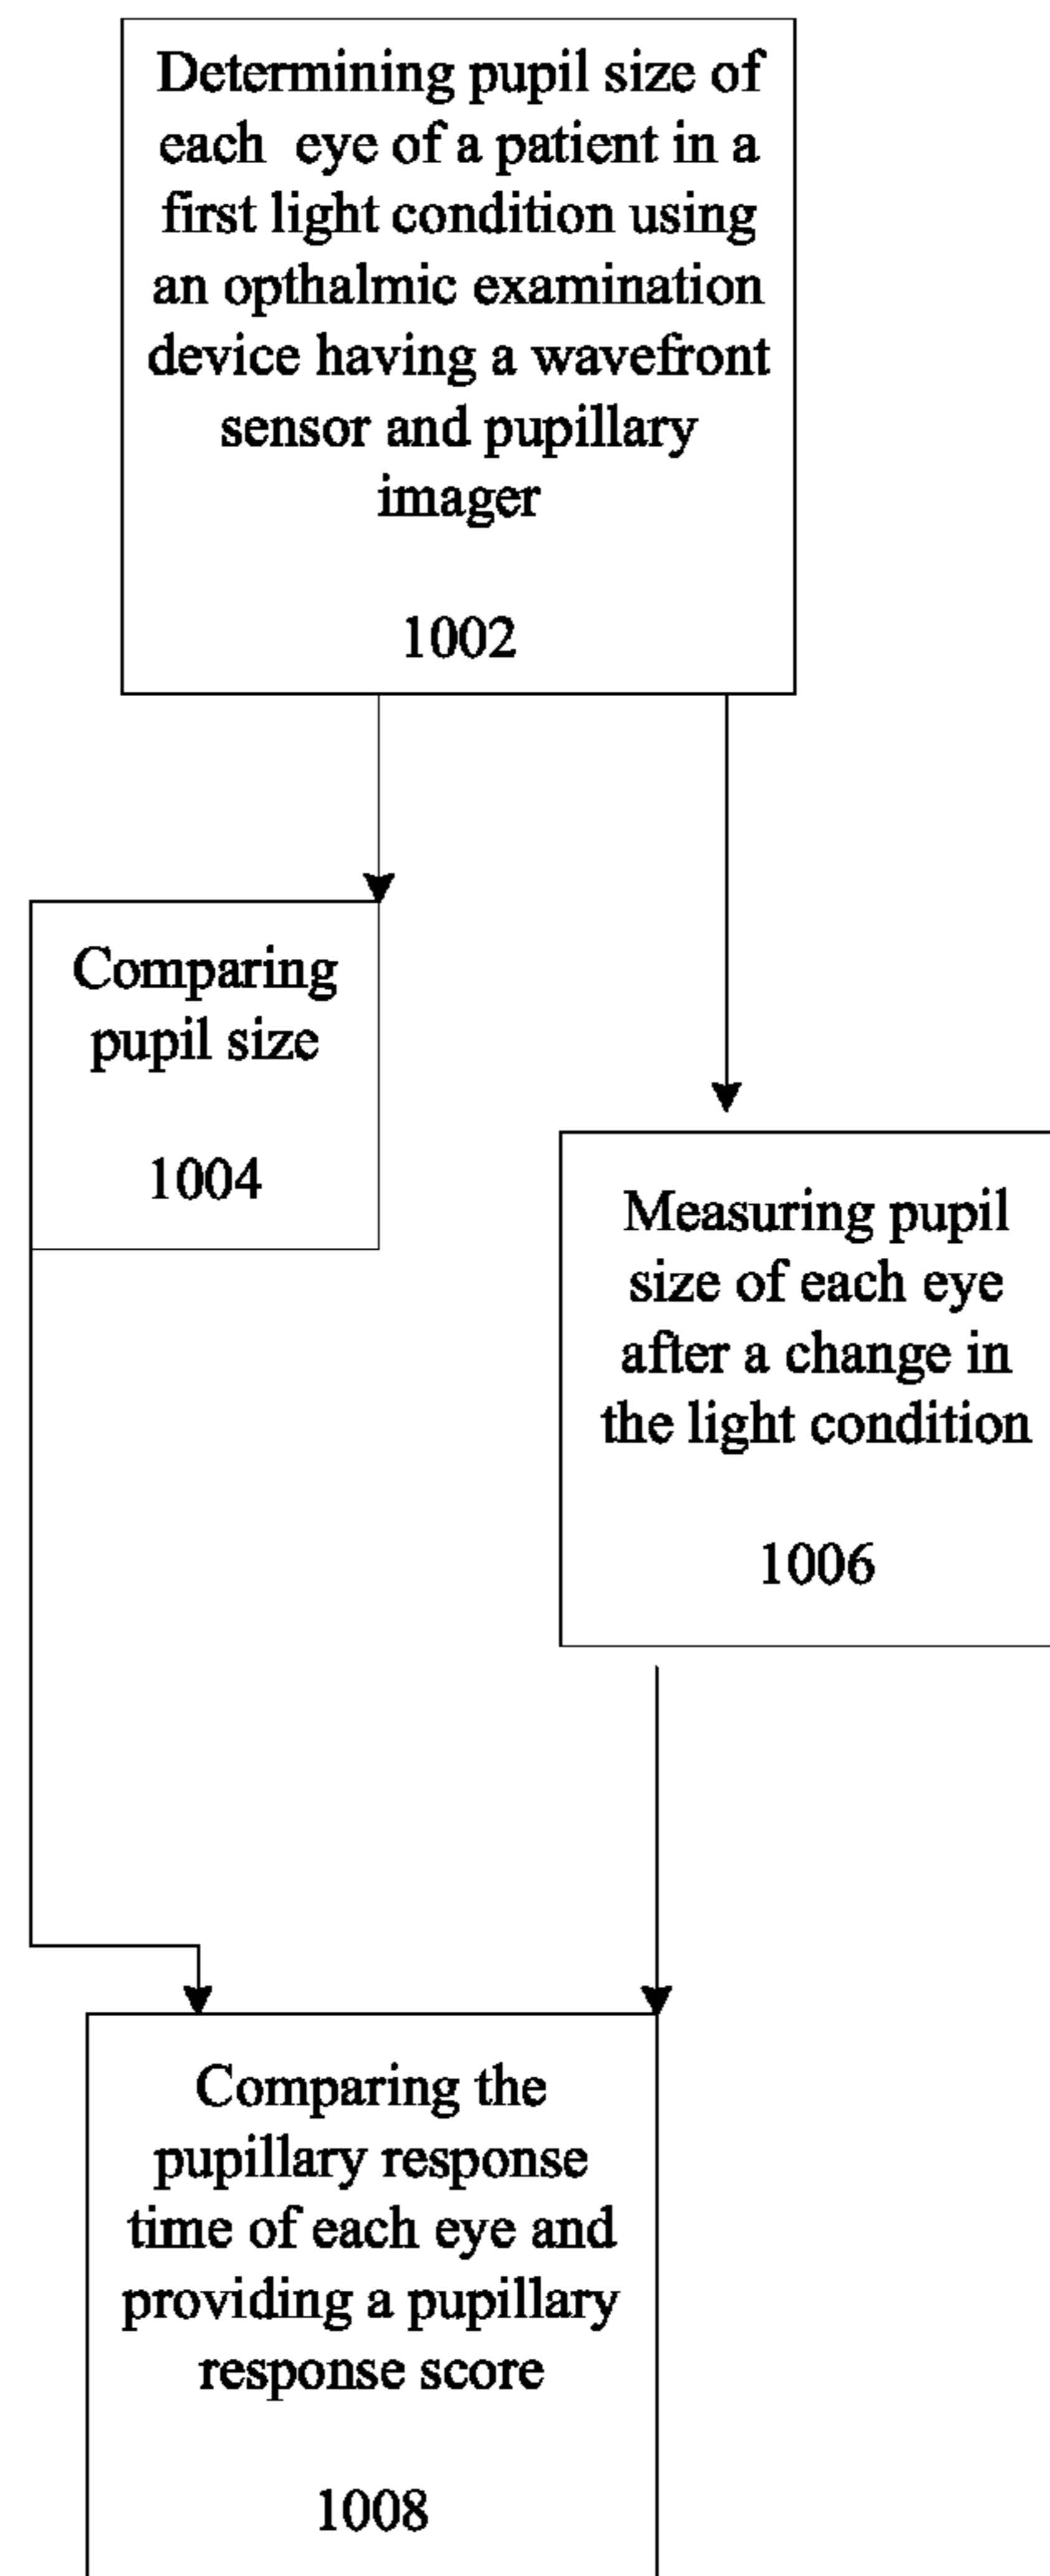 Determining pupil size of
each eye of a patient in a
first light condition using
an opthalmic examination
device having a wavefront
sensor and pupillary
imager
1002
Comparing
pupil size
1004
Measuring pupil
size of each eye
after a change in
the light condition
1006
Comparing the
pupillary response
time of each eye and
providing a pupillary
response score
1008